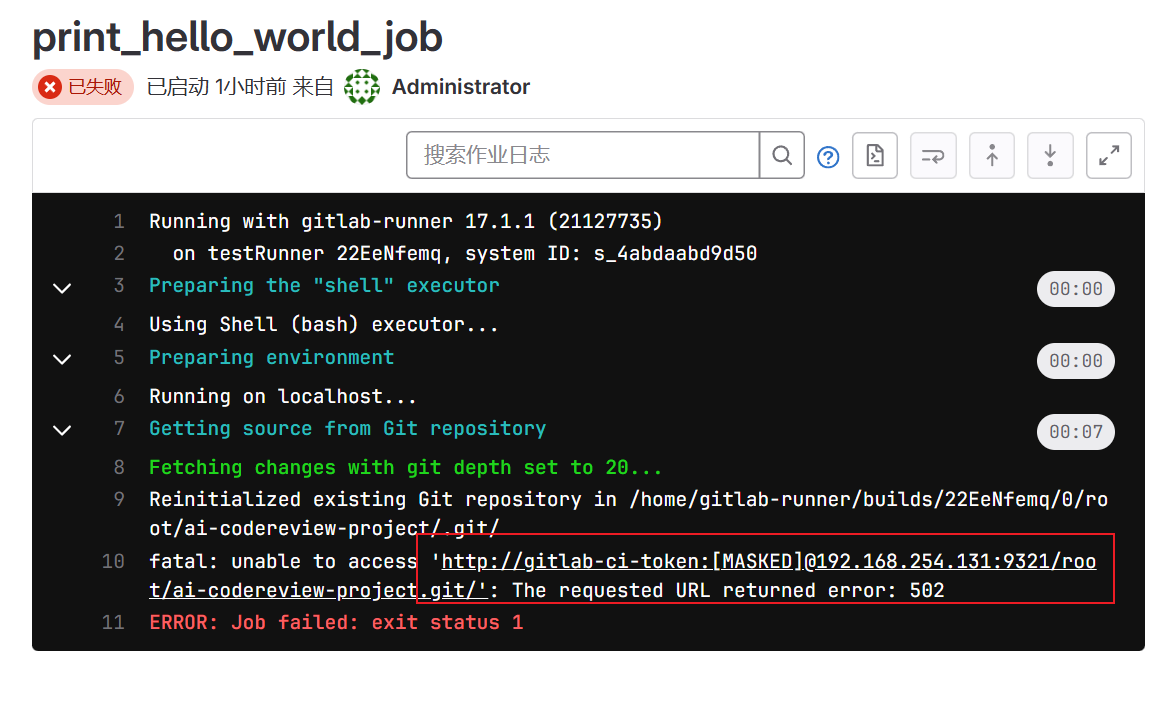 print_hello_world_job
已失败 已启动 1小时前 来自 Administrator
搜索作业日志
1 Running with gitlab-runner 17.1.1 (21127735)
2 on testRunner 22EeNfemq, system ID: s_4abdaabd9d50
3 Preparing the "shell" executor 00:00
4 Using Shell (bash) executor...
5 Preparing environment 00:00
6 Running on localhost...
7 Getting source from Git repository 00:07
8 Fetching changes with git depth set to 20...
9 Reinitialized existing Git repository in /home/gitlab-runner/builds/22EeNfemq/0/ro
ot/ai-codereview-project/.git/
10 fatal: unable to access 'http://gitlab-ci-token:[MASKED]@192.168.254.131:9321/roo
t/ai-codereview-project.git/': The requested URL returned error: 502
11 ERROR: Job failed: exit status 1